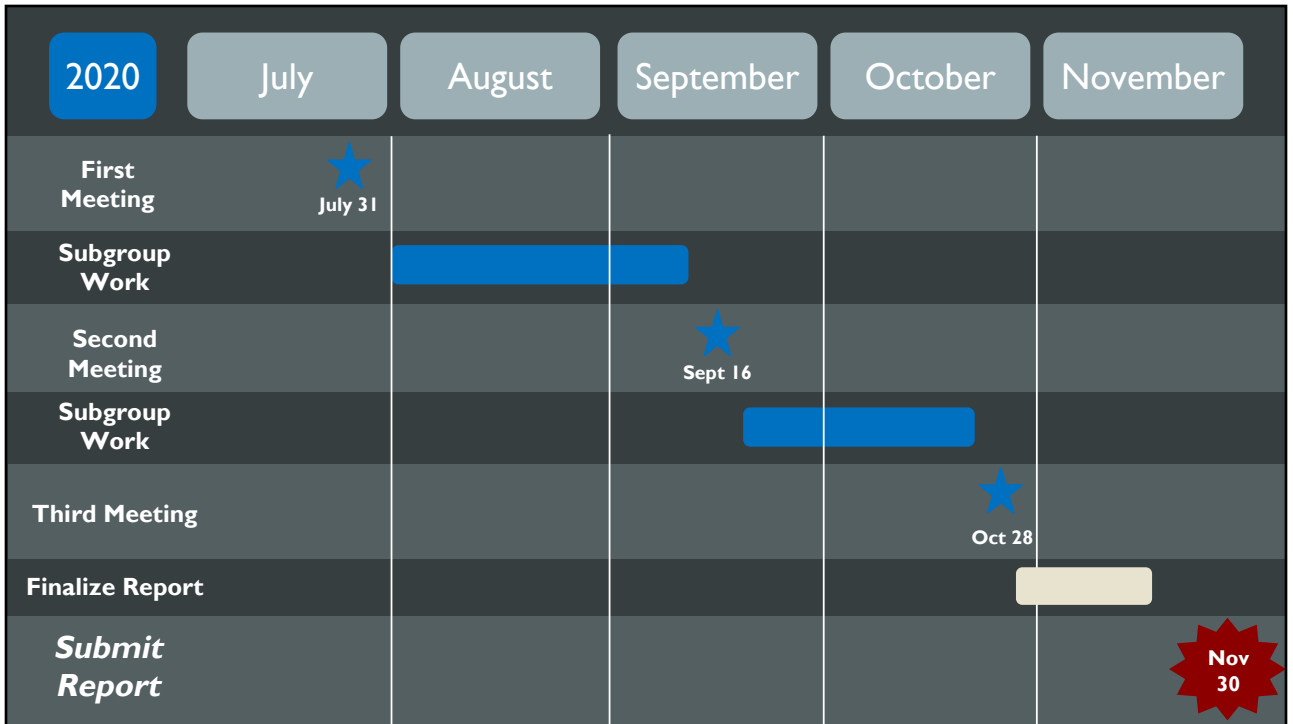 2020
July
August
September
October
November
First
Meeting
July 31
Subgroup
Work
Second
Meeting
Sept 16
Subgroup
Work
Third Meeting
Oct 28
Finalize Report
Submit
Report
Nov
30